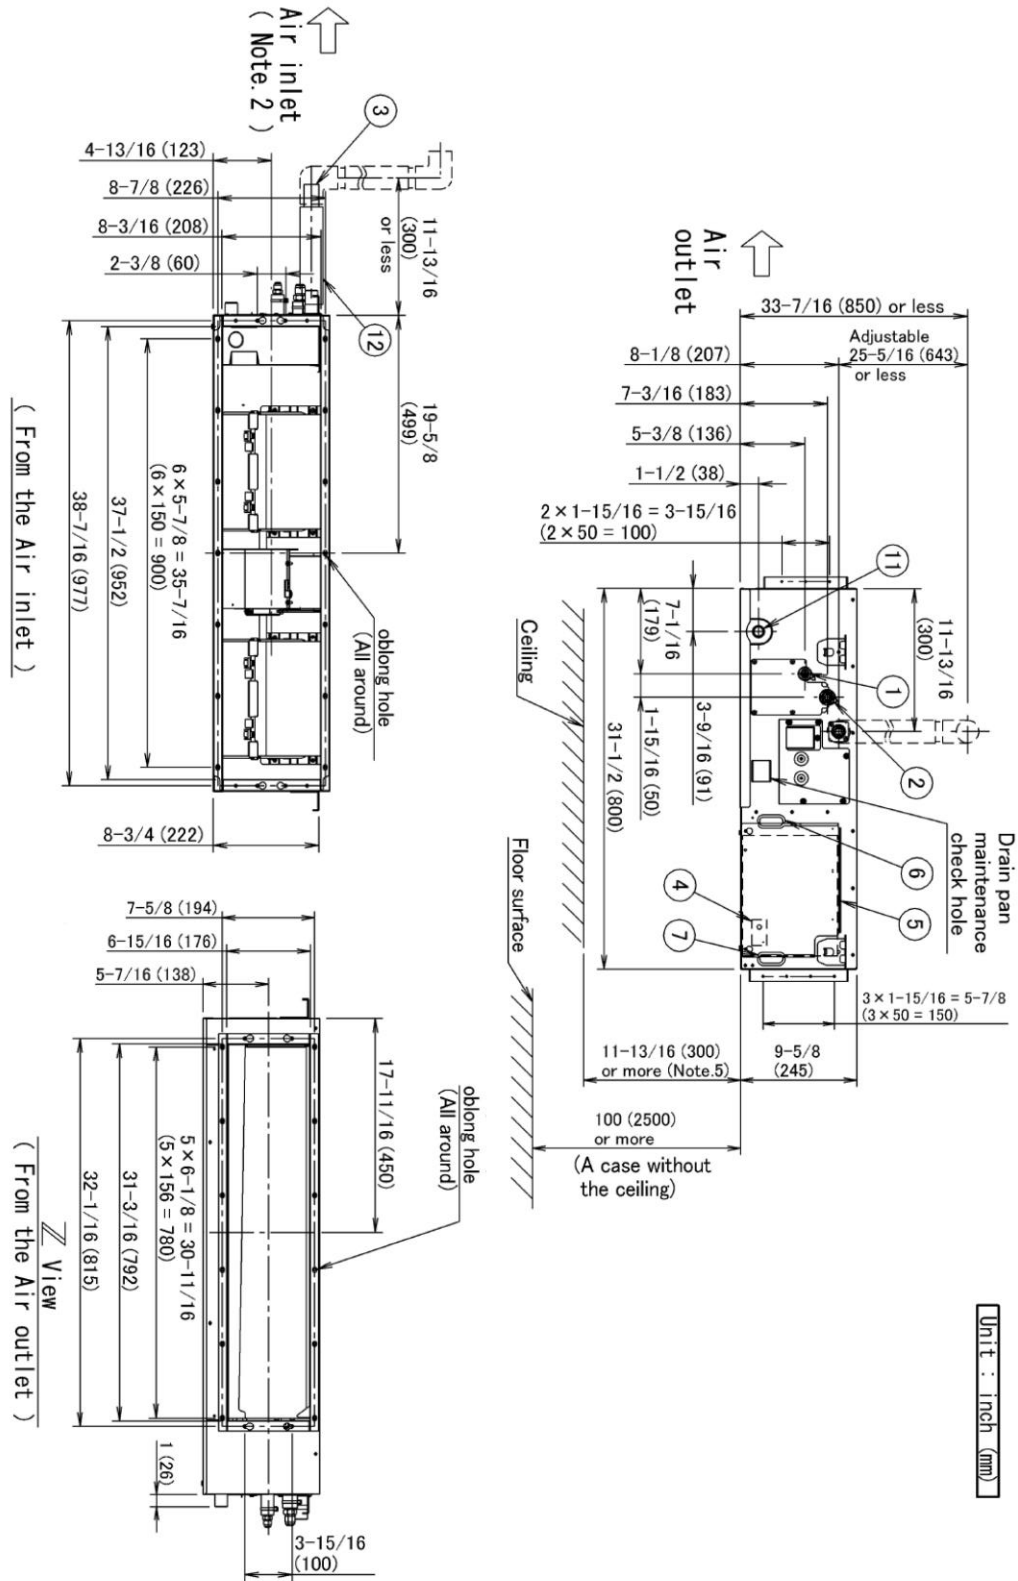 Air inlet
( Note. 2 )
3
4-13/16 (123)
8-7/8 (226)
8-3/16 (208)
2-3/8 (60)
11-13/16
(300)
or less
12
19-5/8
(499)
6×5-7/8 = 35-7/16
(6×150 = 900)
37-1/2 (952)
38-7/16 (977)
oblong hole
(All around)
( From the Air inlet )
8-3/4 (222)
Air
outlet
33-7/16 (850) or less
Adjustable
25-5/16 (643)
or less
8-1/8 (207)
7-3/16 (183)
5-3/8 (136)
1-1/2 (38)
2×1-15/16 = 3-15/16
(2×50 = 100)
11
11-13/16
(300)
1
2
7-1/16
(179)
3-9/16 (91)
1-15/16 (50)
31-1/2 (800)
Ceiling
Drain pan
maintenance
check hole
6
5
4
7
Floor surface
3×1-15/16 = 5-7/8
(3×50 = 150)
11-13/16 (300)
or more (Note.5)
9-5/8
(245)
100 (2500)
or more
(A case without
the ceiling)
7-5/8 (194)
6-15/16 (176)
5-7/16 (138)
17-11/16 (450)
oblong hole
(All around)
5×6-1/8 = 30-11/16
(5×156 = 780)
31-3/16 (792)
32-1/16 (815)
1 (26)
3-15/16
(100)
Z View
( From the Air outlet )
Unit : inch (mm)